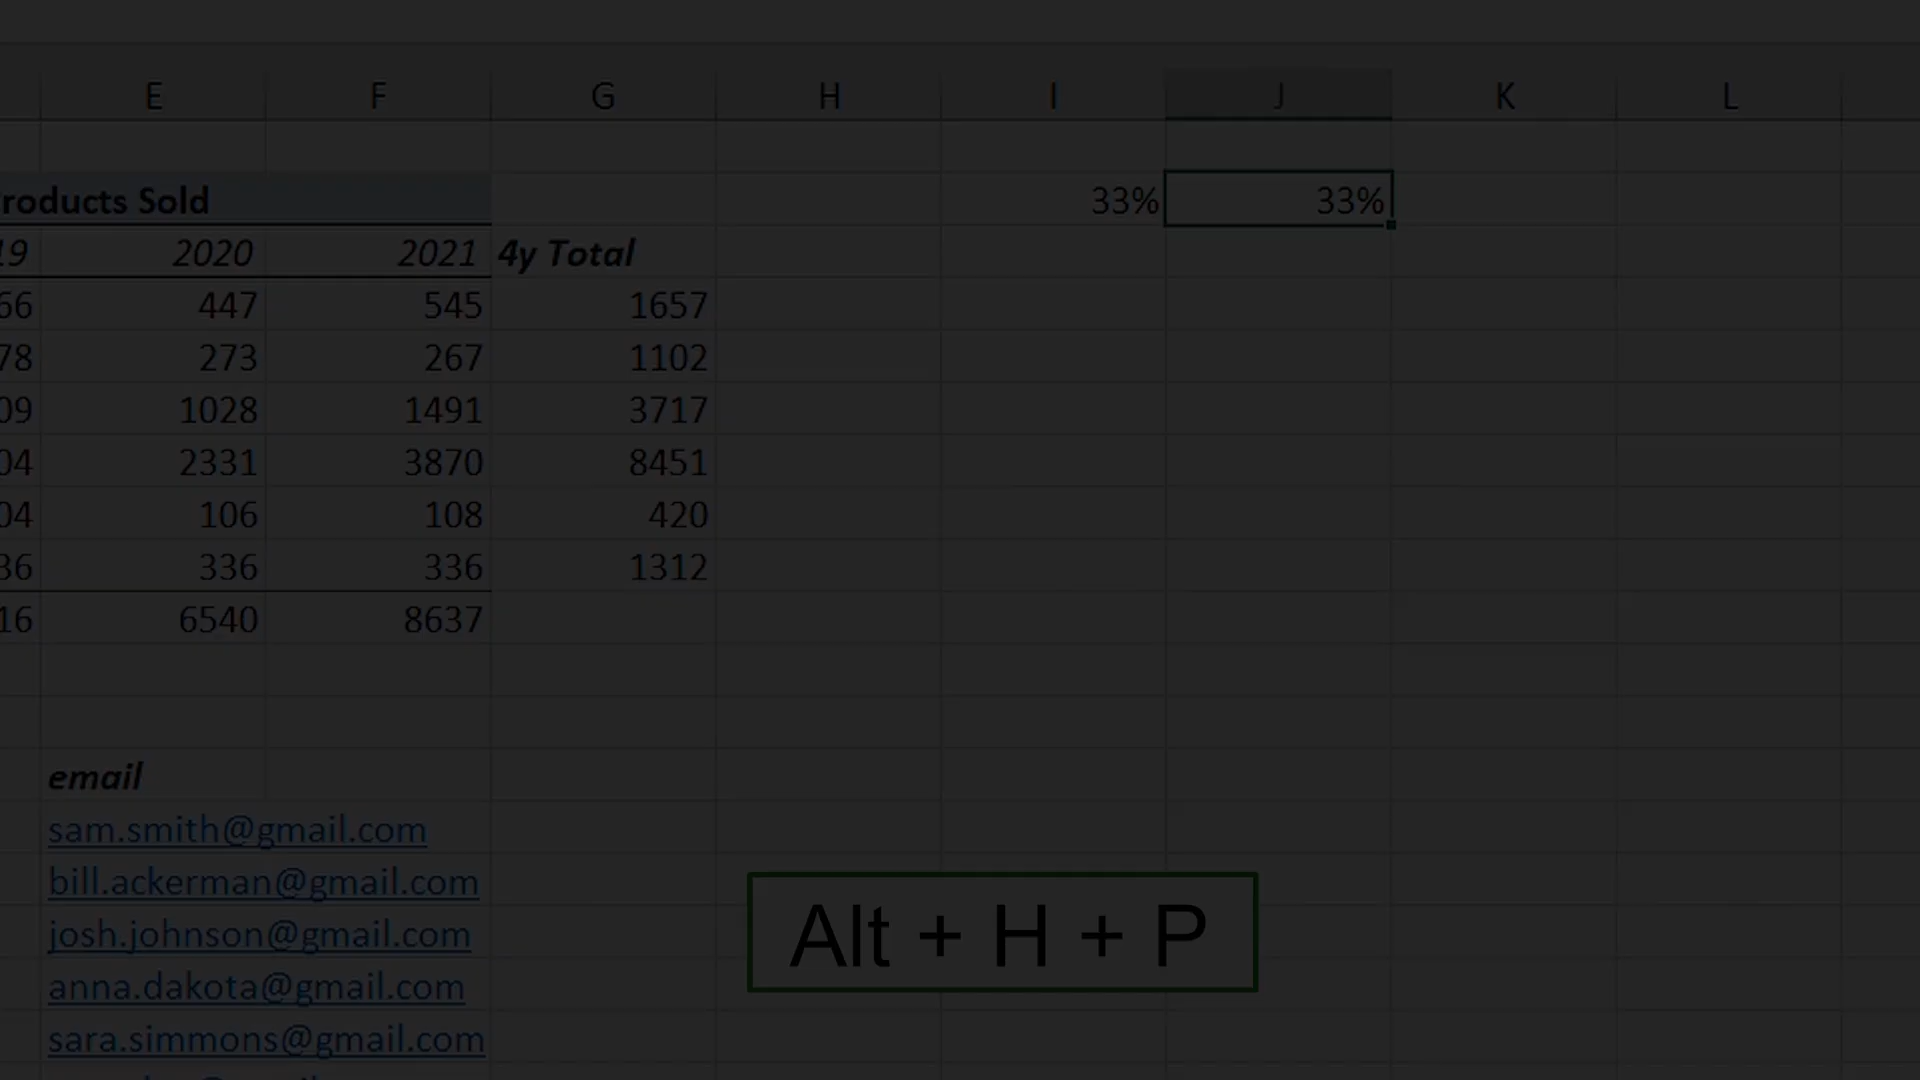 E F G H I J K L
roducts Sold 33% 33%
19 2020 2021 4y Total
66 447 545 1657
78 273 267 1102
09 1028 1491 3717
04 2331 3870 8451
04 106 108 420
36 336 336 1312
16 6540 8637
email
sam.smith@gmail.com
bill.ackerman@gmail.com
josh.johnson@gmail.com
anna.dakota@gmail.com
sara.simmons@gmail.com
Alt + H + P